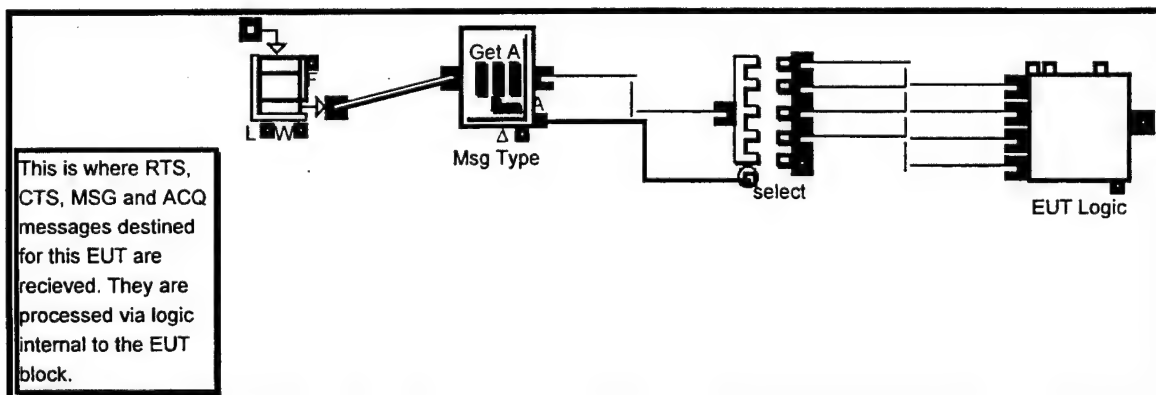 Get A
F
A
L W
Msg Type
select
EUT Logic
This is where RTS,
CTS, MSG and ACQ
messages destined
for this EUT are
recieved. They are
processed via logic
internal to the EUT
block.